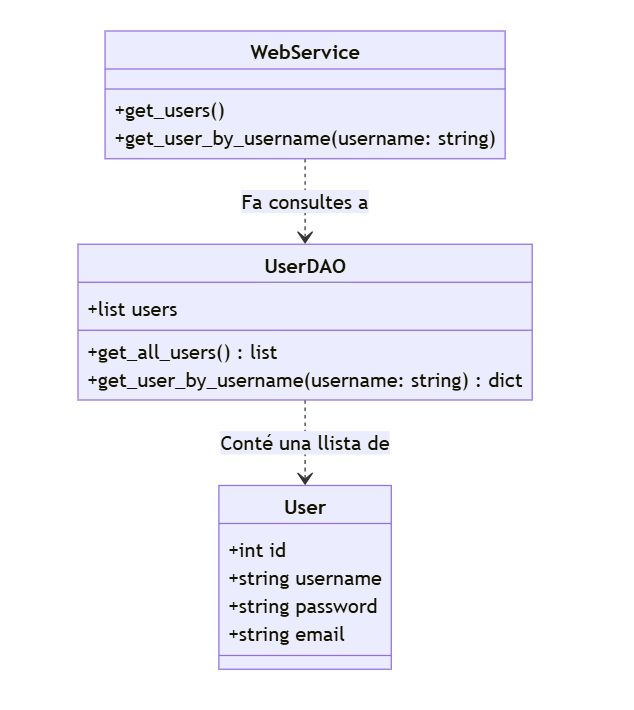 WebService
+get_users()
+get_user_by_username(username: string)
Fa consultes a
UserDAO
+list users
+get_all_users() : list
+get_user_by_username(username: string) : dict
Conté una llista de
User
+int id
+string username
+string password
+string email